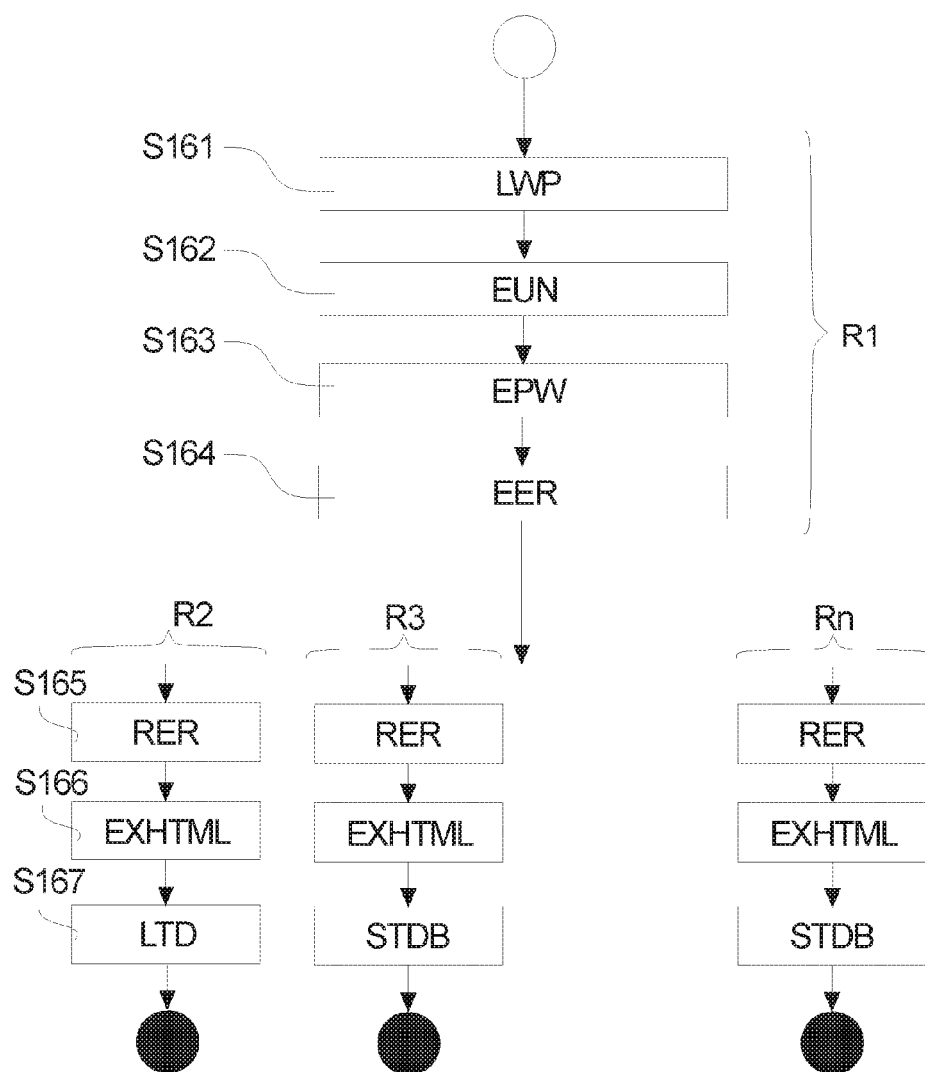 S161
LWP
S162
EUN
R1
S163
EPW
S164
EER
R2 R3 Rn
S165
RER RER RER
S166
EXHTML EXHTML EXHTML
S167
LTD STDB STDB